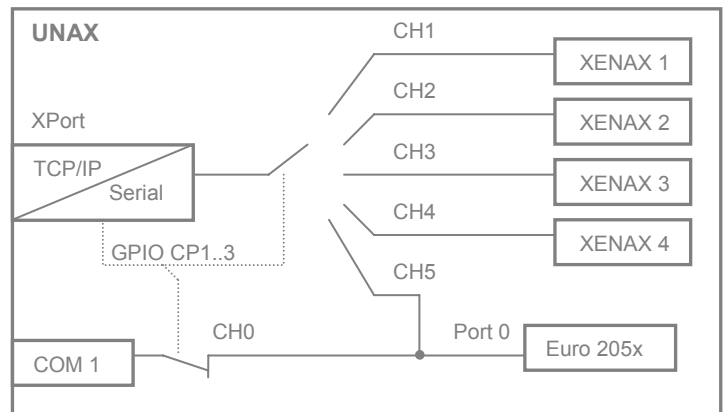 UNAX
CH1
XENAX 1
CH2
XENAX 2
XPort
CH3
TCP/IP
Serial
XENAX 3
CH4
XENAX 4
GPIO CP1..3
CH5
CH0
Port 0
COM 1
Euro 205x